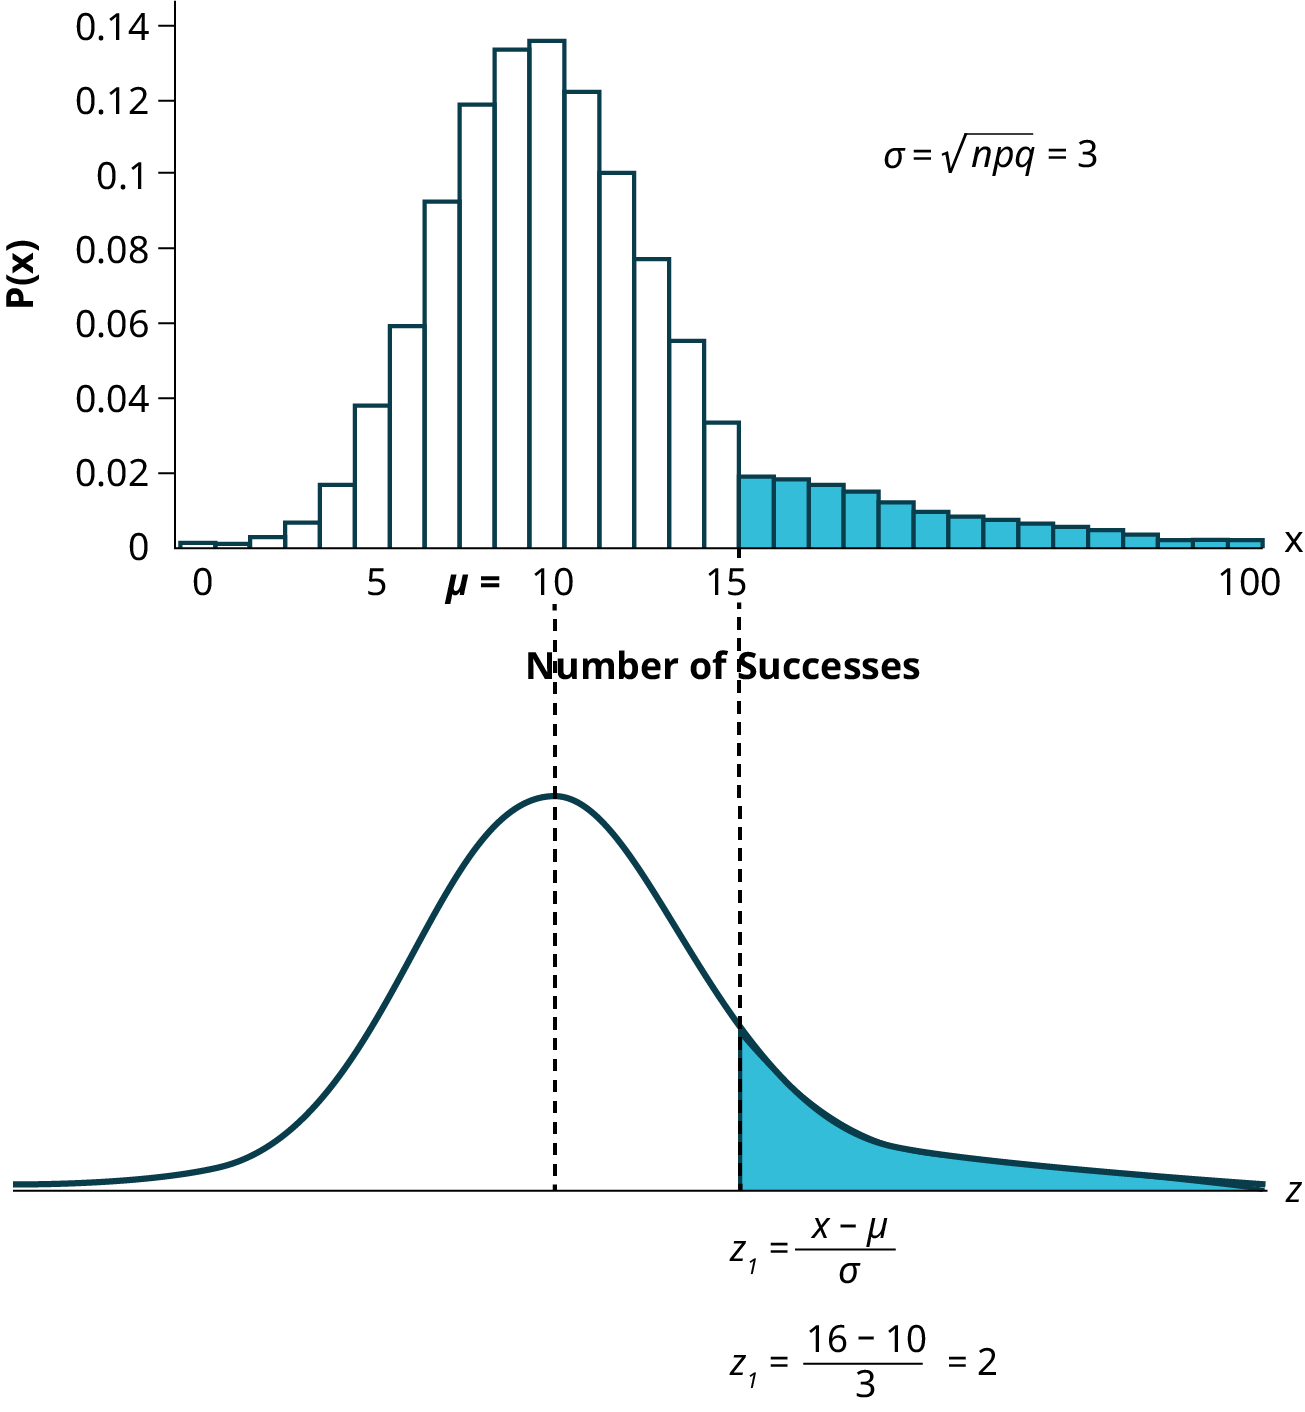 0.14
0.12
0.1
0.08
0.06
0.04
0.02
0
P(x)
σ = √npq = 3
x
0 5 μ = 10 15 100
Number of Successes
z
z₁ = x − μ
σ
z₁ = 16 − 10 = 2
3